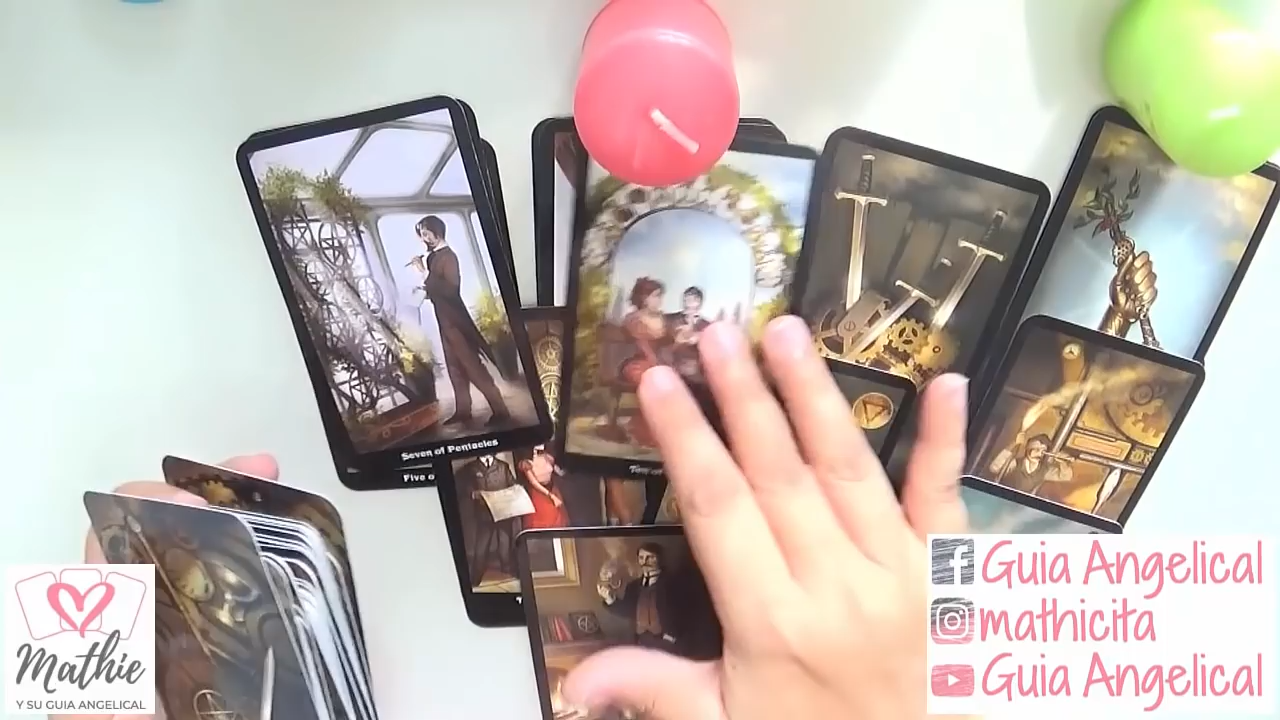 Seven of Pentacles
Five o
Mathie
Y SU GUIA ANGELICAL
Guia Angelical
mathicita
Guia Angelical